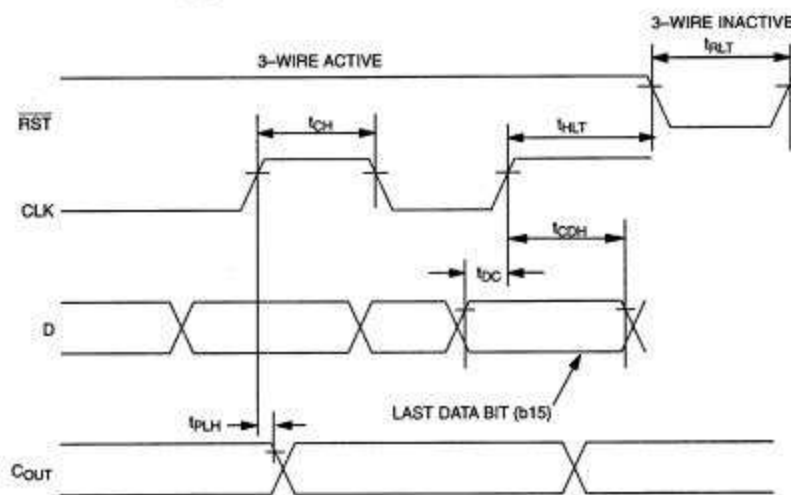 3-WIRE INACTIVE
tRLT
3-WIRE ACTIVE
RST
tCH
tHLT
CLK
tCDH
tDC
D
LAST DATA BIT (b15)
tPLH
COUT